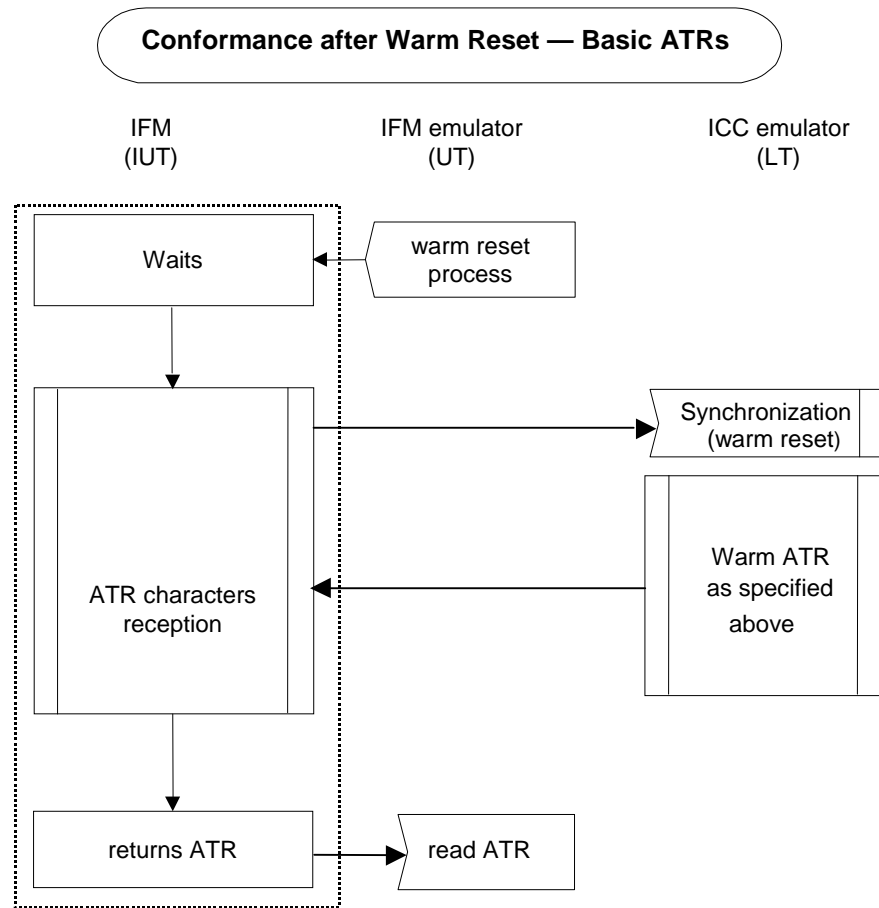 Conformance after Warm Reset — Basic ATRs
IFM
(IUT)
IFM emulator
(UT)
ICC emulator
(LT)
Waits
warm reset
process
Synchronization
(warm reset)
ATR characters
reception
Warm ATR
as specified
above
returns ATR
read ATR